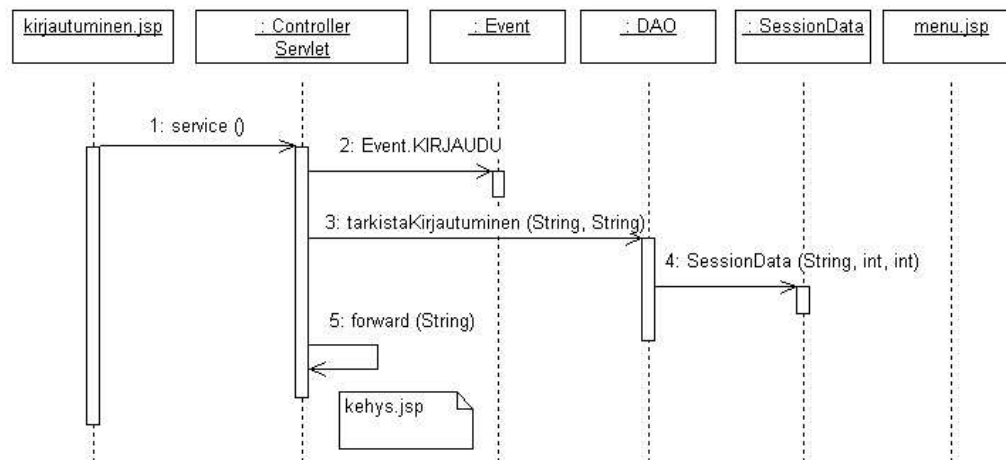 kirjautuminen.jsp
: Controller
Servlet
: Event
: DAO
: SessionData
menu.jsp
1: service ()
2: Event.KIRJAUDU
3: tarkistaKirjautuminen (String, String)
4: SessionData (String, int, int)
5: forward (String)
kehys.jsp